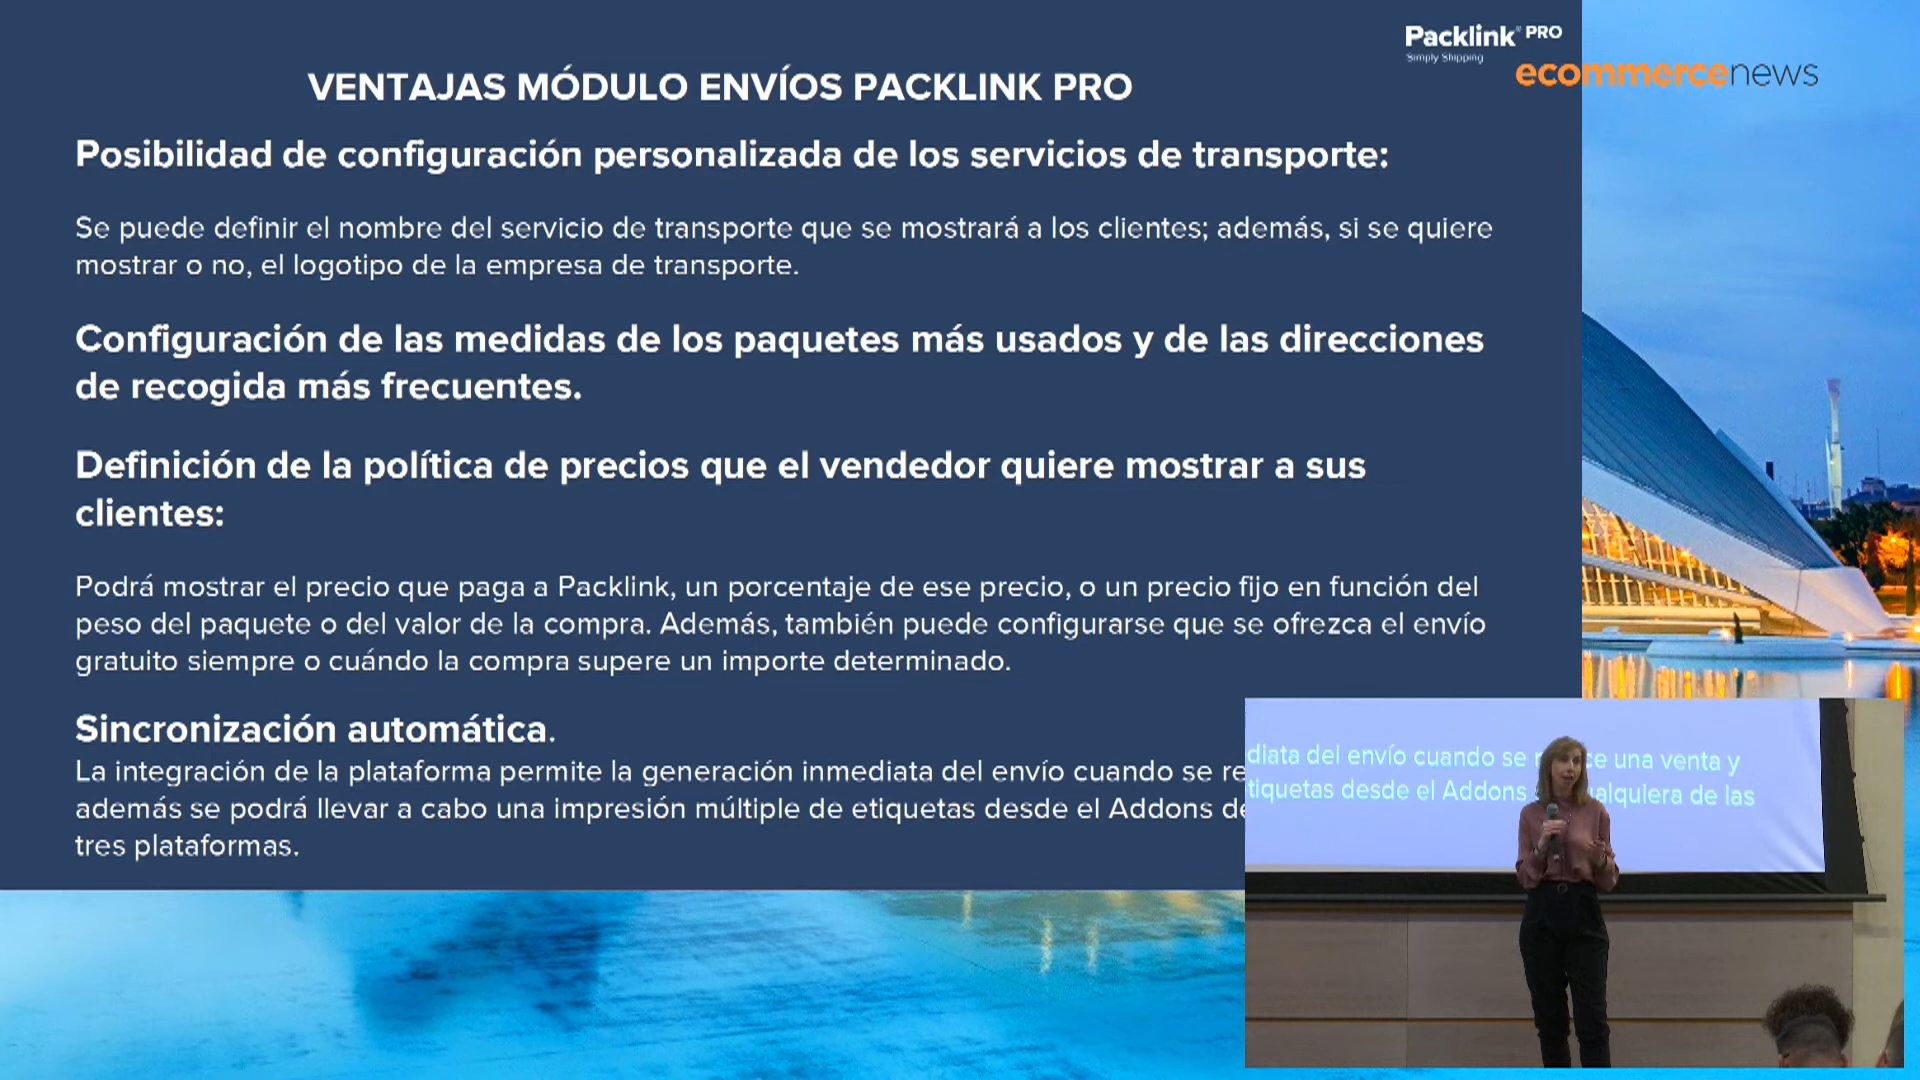 Packlink® PRO
Simply Shipping
ecommercenews
VENTAJAS MÓDULO ENVÍOS PACKLINK PRO
Posibilidad de configuración personalizada de los servicios de transporte:
Se puede definir el nombre del servicio de transporte que se mostrará a los clientes; además, si se quiere
mostrar o no, el logotipo de la empresa de transporte.
Configuración de las medidas de los paquetes más usados y de las direcciones
de recogida más frecuentes.
Definición de la política de precios que el vendedor quiere mostrar a sus
clientes:
Podrá mostrar el precio que paga a Packlink, un porcentaje de ese precio, o un precio fijo en función del
peso del paquete o del valor de la compra. Además, también puede configurarse que se ofrezca el envío
gratuito siempre o cuándo la compra supere un importe determinado.
Sincronización automática.
La integración de la plataforma permite la generación inmediata del envío cuando se re
además se podrá llevar a cabo una impresión múltiple de etiquetas desde el Addons de
tres plataformas.
diata del envío cuando se ce una venta y
tiquetas desde el Addons ualquiera de las